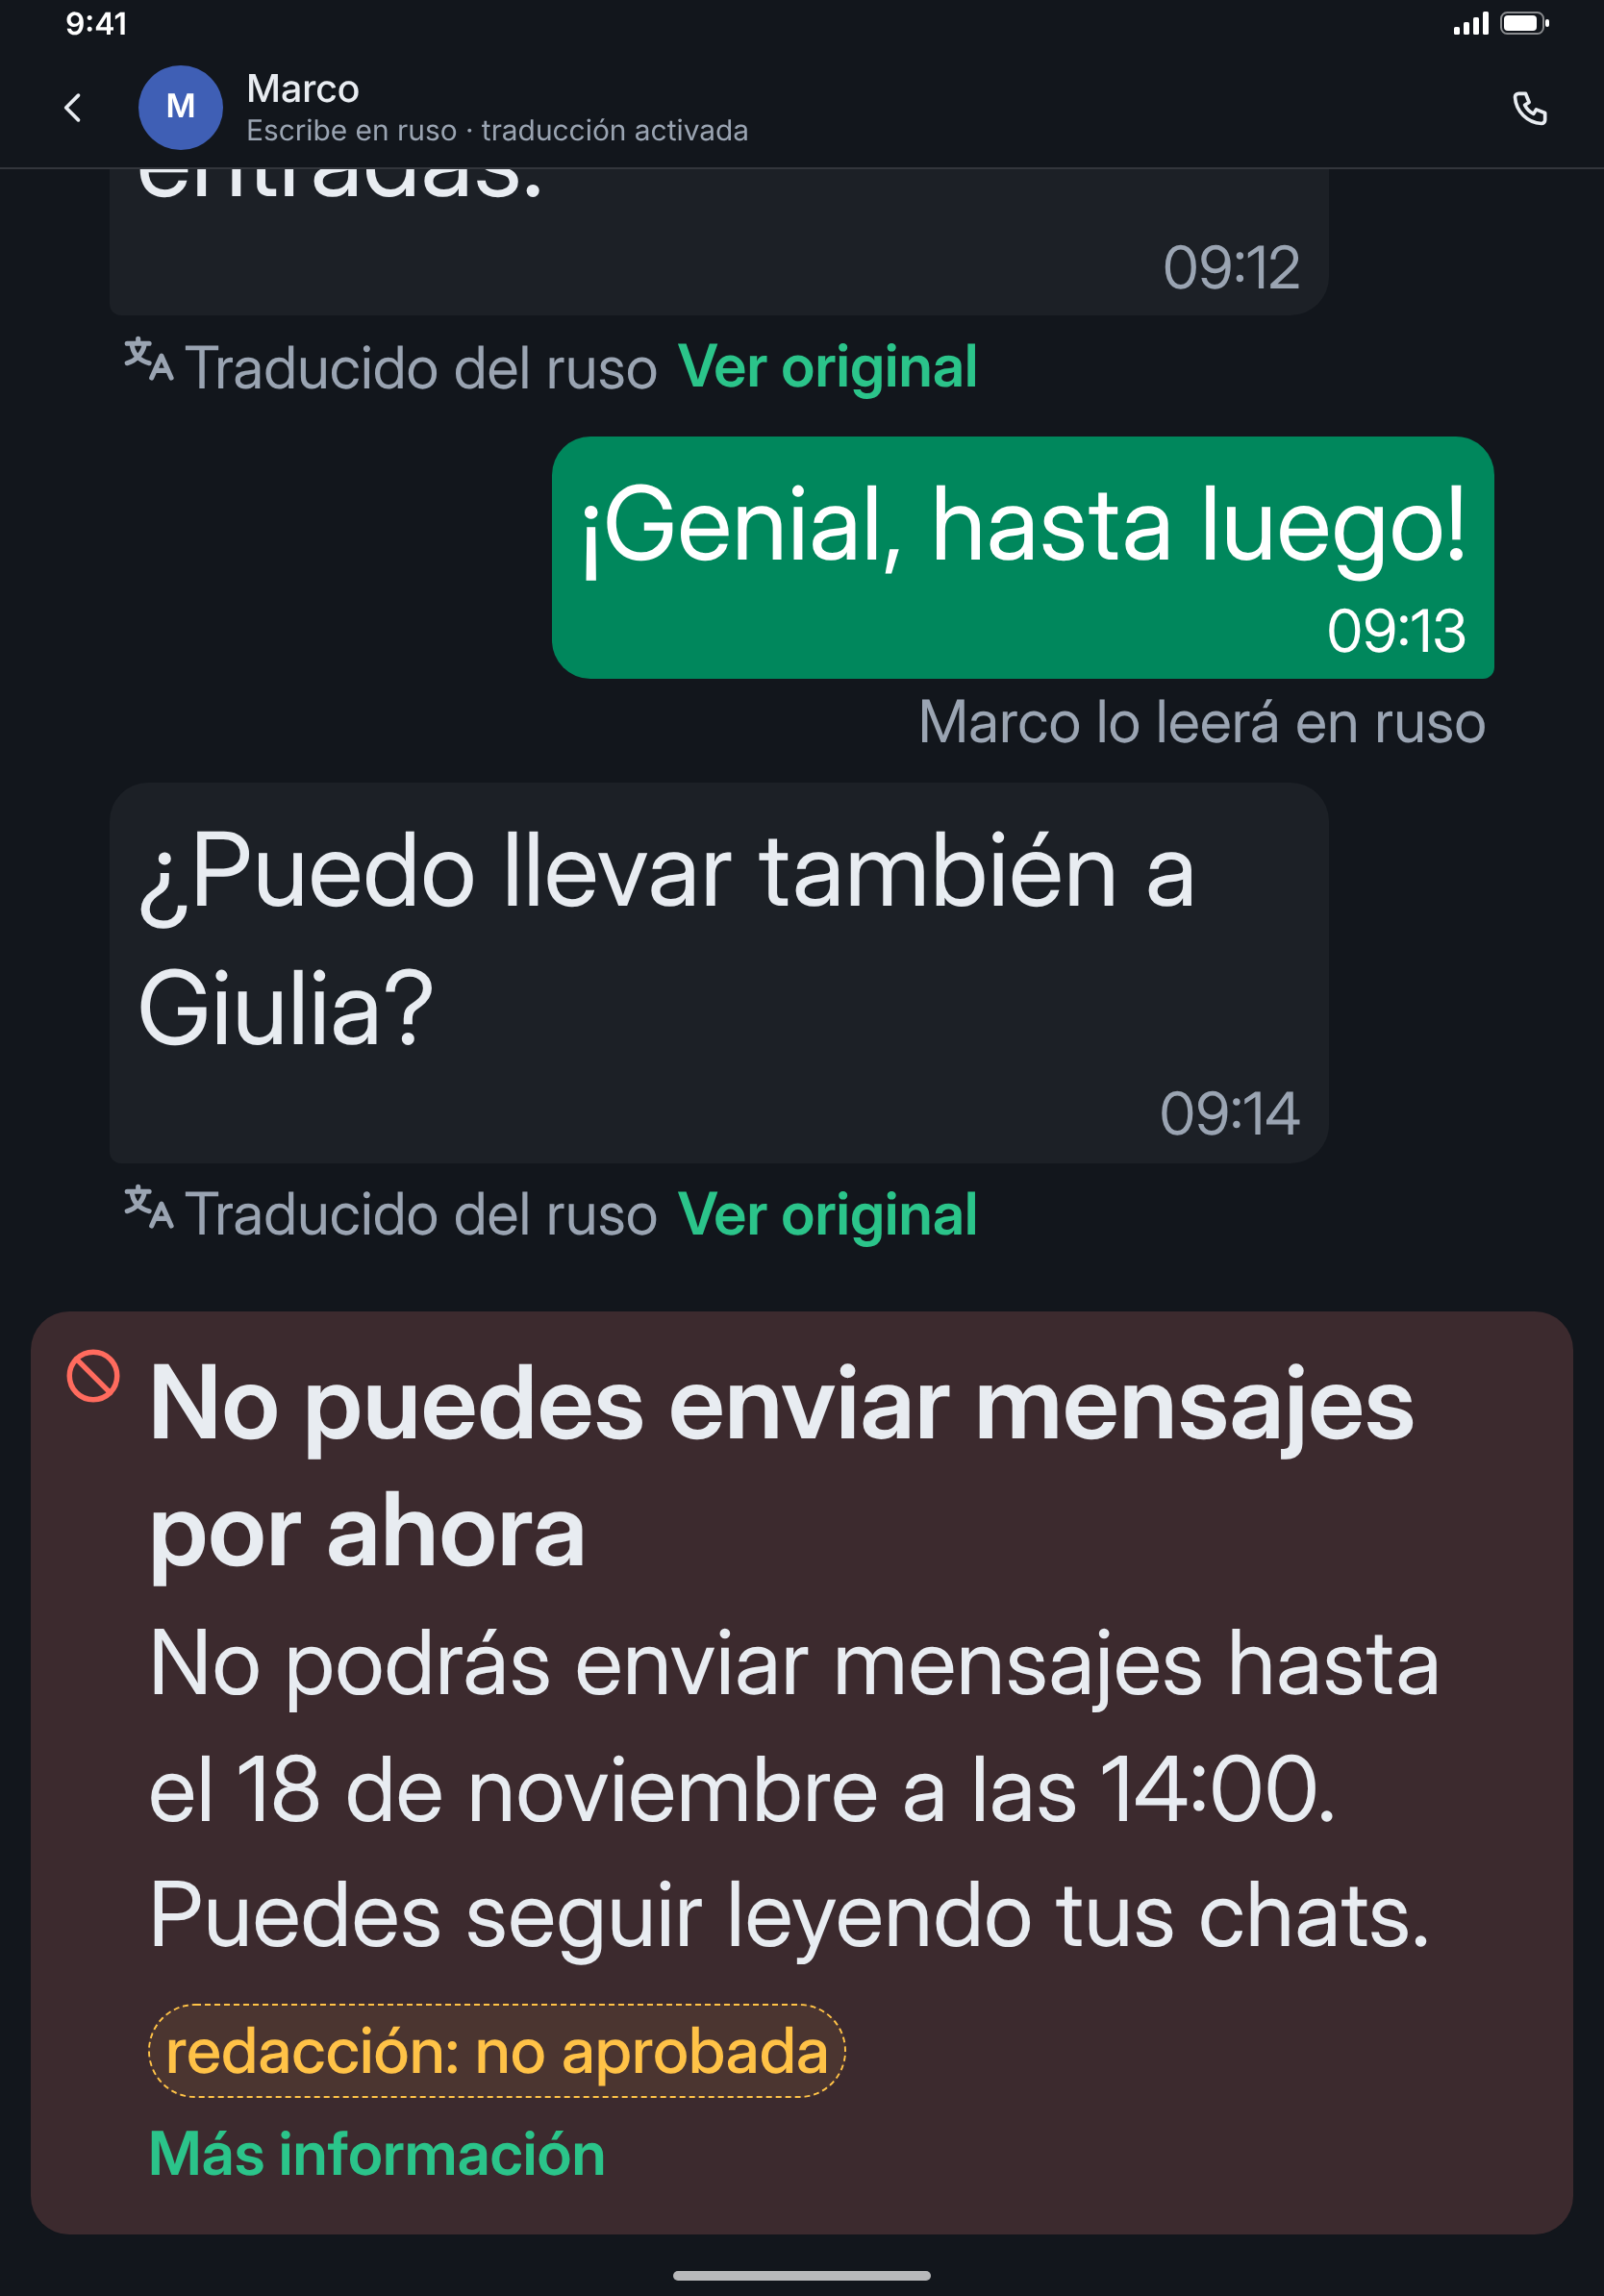 9:41
M
Marco
Escribe en ruso · traducción activada
entradas.
09:12
Traducido del ruso Ver original
¡Genial, hasta luego!
09:13
Marco lo leerá en ruso
¿Puedo llevar también a
Giulia?
09:14
Traducido del ruso Ver original
No puedes enviar mensajes
por ahora
No podrás enviar mensajes hasta
el 18 de noviembre a las 14:00.
Puedes seguir leyendo tus chats.
redacción: no aprobada
Más información